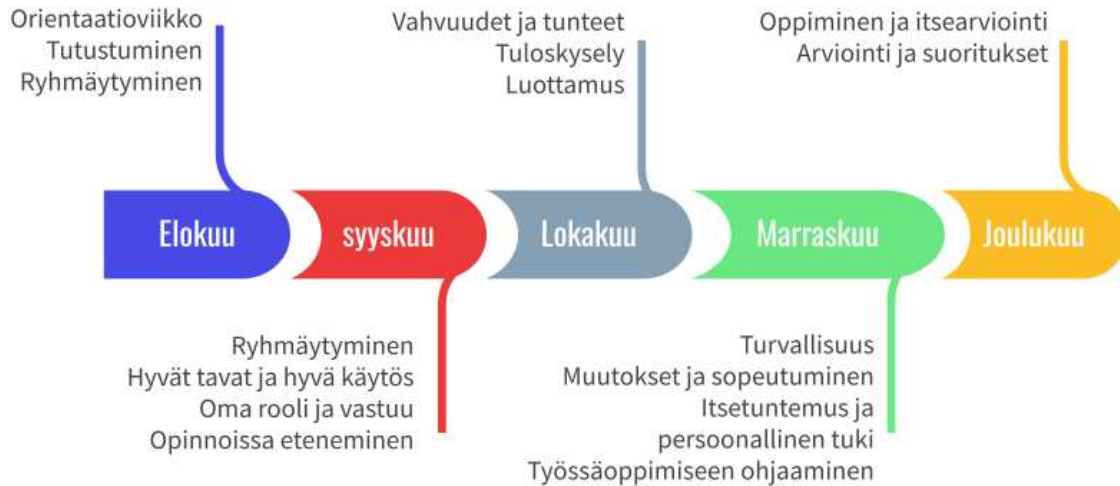 Orientaatioviikko
Tutustuminen
Ryhmäytyminen
Vahvuudet ja tunteet
Tuloskysely
Luottamus
Oppiminen ja itsearviointi
Arviointi ja suoritukset
Elokuu
syyskuu
Lokakuu
Marraskuu
Joulukuu
Ryhmäytyminen
Hyvät tavat ja hyvä käytös
Oma rooli ja vastuu
Opinnoissa eteneminen
Turvallisuus
Muutokset ja sopeutuminen
Itsetuntemus ja
persoonallinen tuki
Työssäoppimiseen ohjaaminen